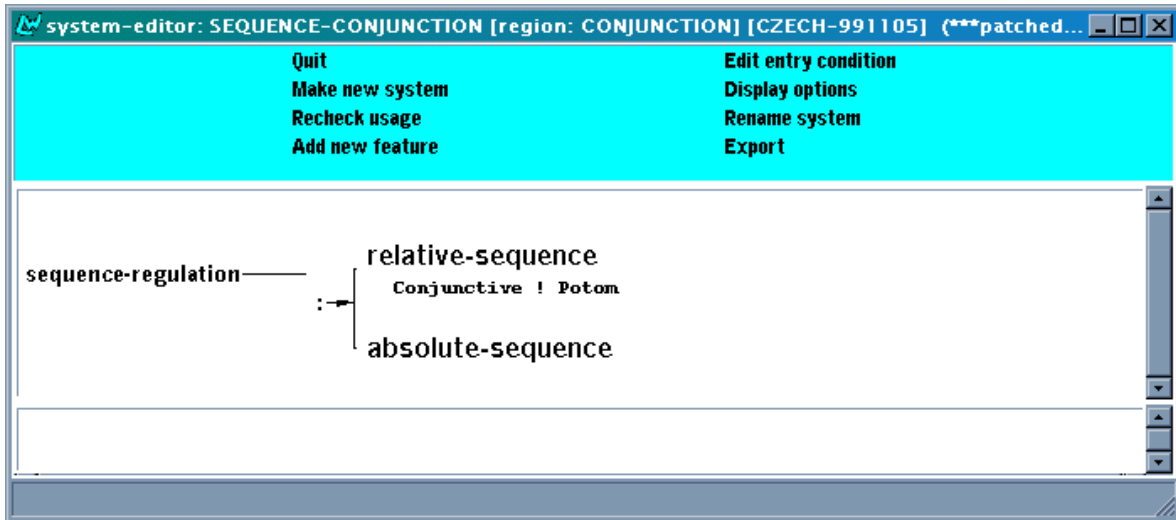 system-editor: SEQUENCE-CONJUNCTION [region: CONJUNCTION] [CZECH-991105] (***patched...
Quit Edit entry condition
Make new system Display options
Recheck usage Rename system
Add new feature Export
relative-sequence
sequence-regulation
Conjunctive ! Potom
:
absolute-sequence